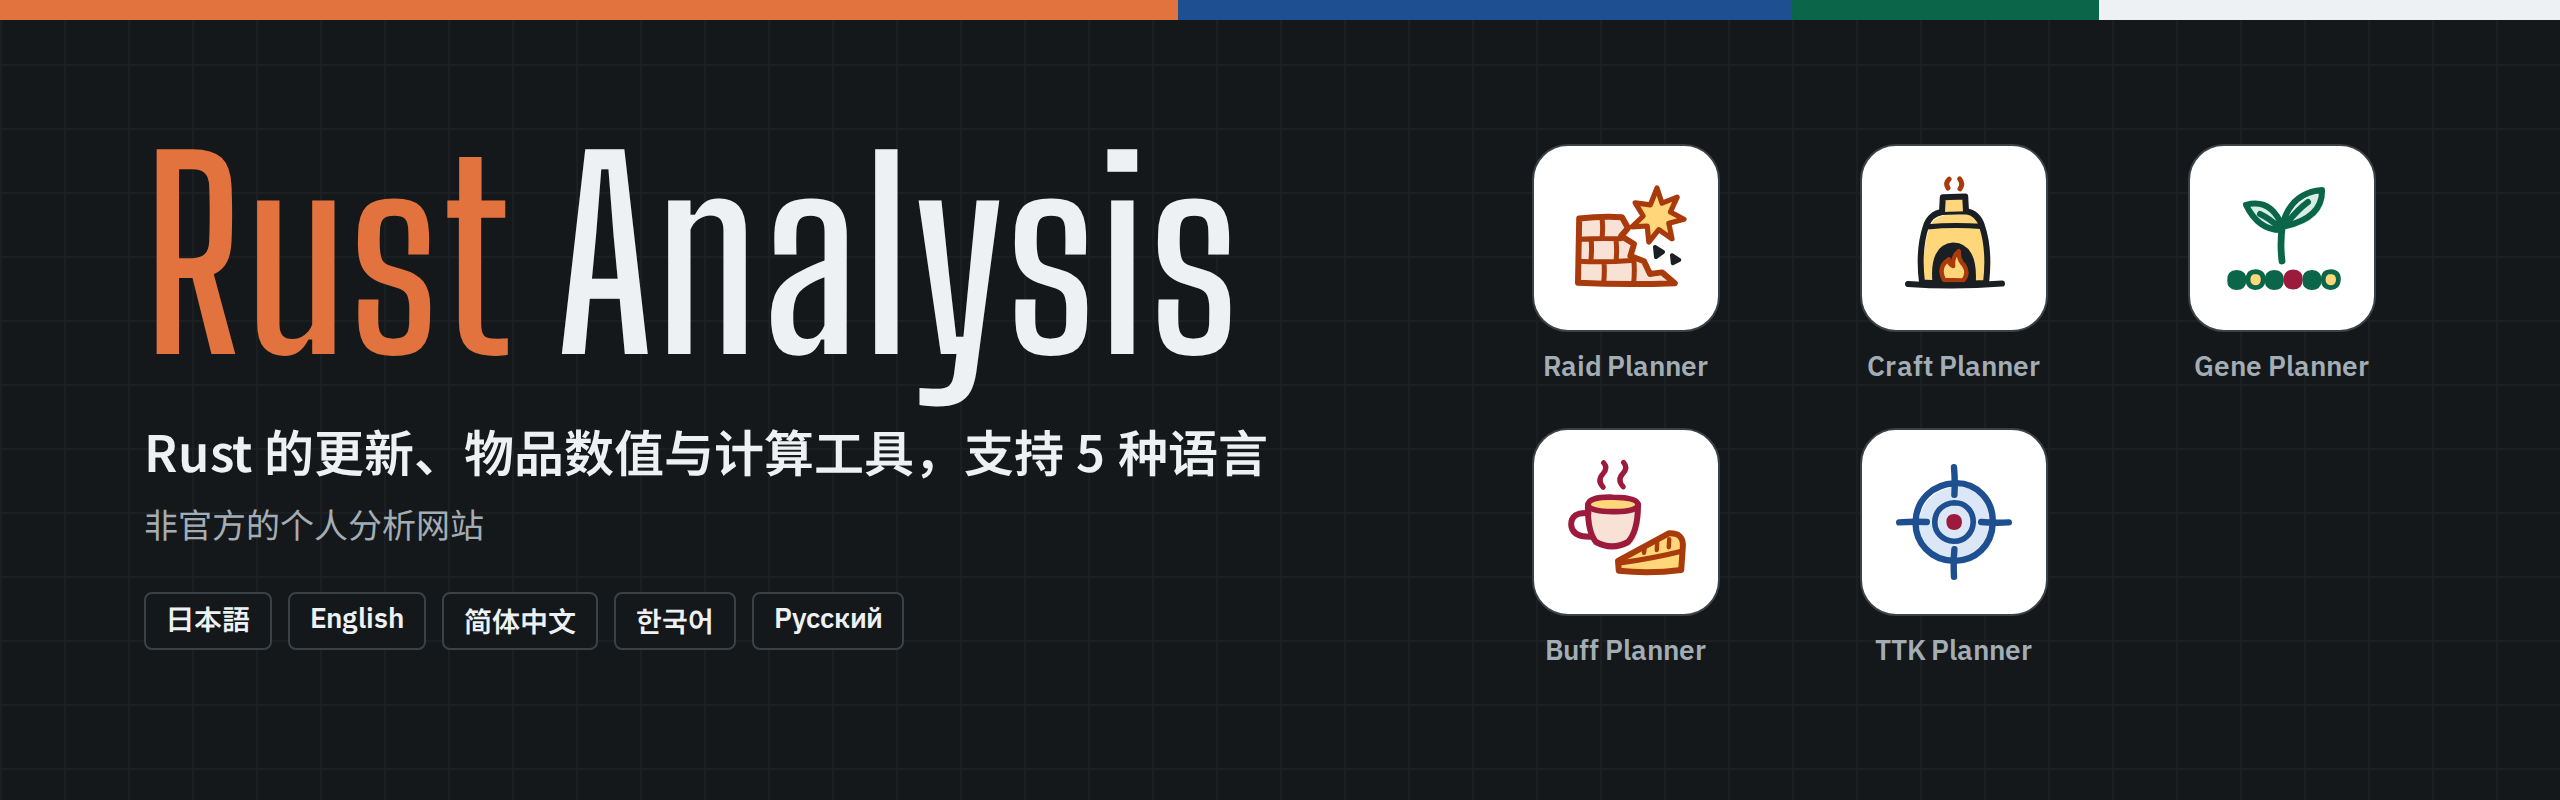 Rust Analysis
Rust 的更新、物品数值与计算工具，支持 5 种语言
非官方的个人分析网站
日本語 English 简体中文 한국어 Русский
Raid Planner Craft Planner Gene Planner
Buff Planner TTK Planner